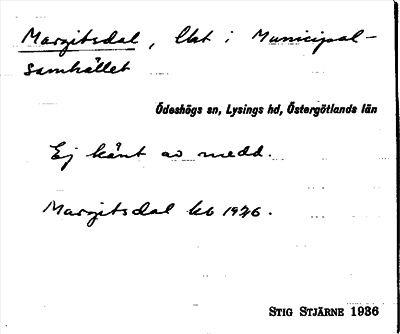 Margitsdal, lht i Municipal-
samhället
Ödeshögs sn, Lysings hd, Östergötlands län
Ej känt av medd.
Margitsdal kb 1926.
STIG STJÄRNE 1936